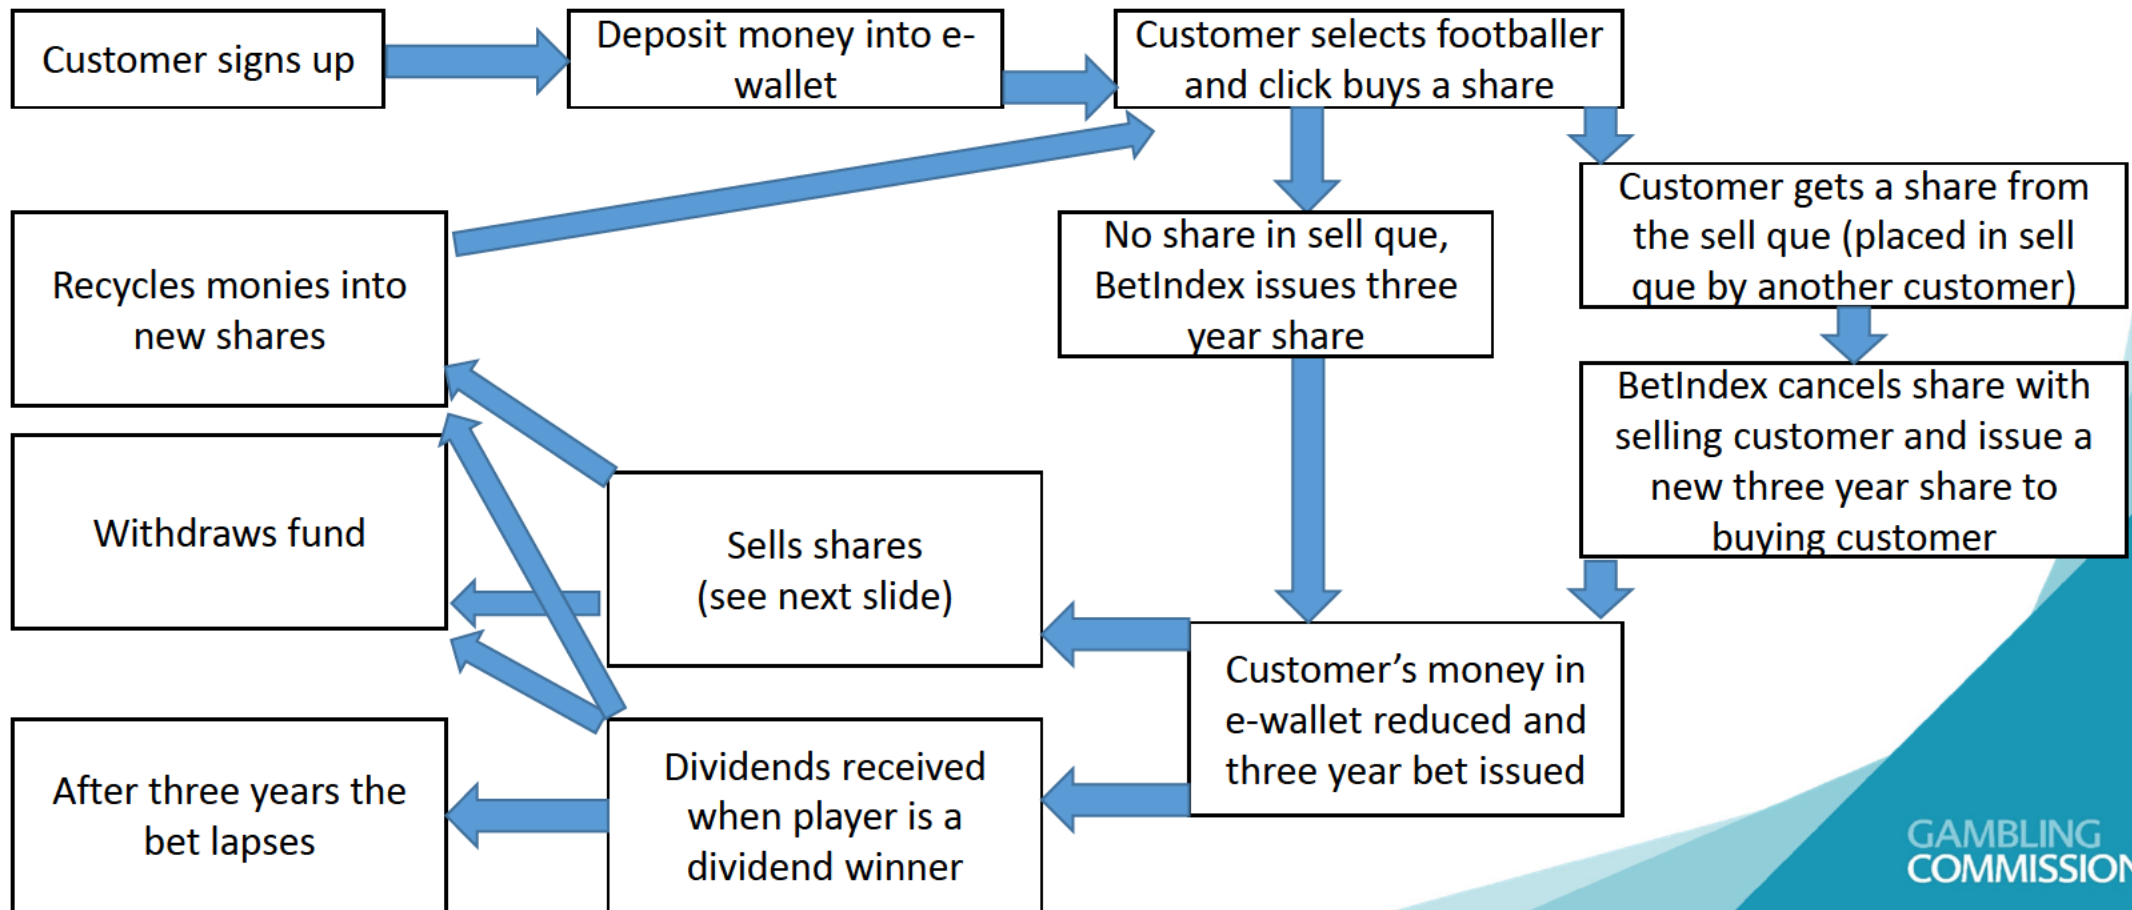 Customer signs up
Deposit money into e-
wallet
Customer selects footballer
and click buys a share
Customer gets a share from
the sell que (placed in sell
que by another customer)
No share in sell que,
BetIndex issues three
year share
Recycles monies into
new shares
BetIndex cancels share with
selling customer and issue a
new three year share to
buying customer
Withdraws fund
Sells shares
(see next slide)
Customer’s money in
e-wallet reduced and
three year bet issued
After three years the
bet lapses
Dividends received
when player is a
dividend winner
GAMBLING
COMMISSION